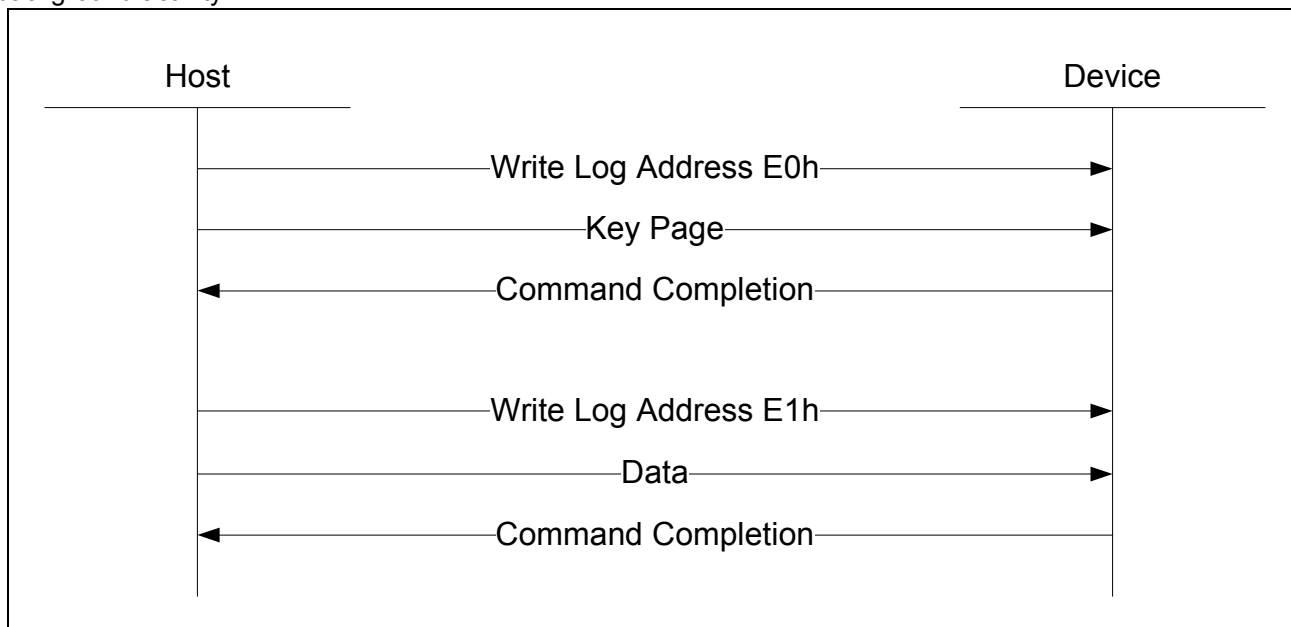 Host
Device
Write Log Address E0h
Key Page
Command Completion
Write Log Address E1h
Data
Command Completion